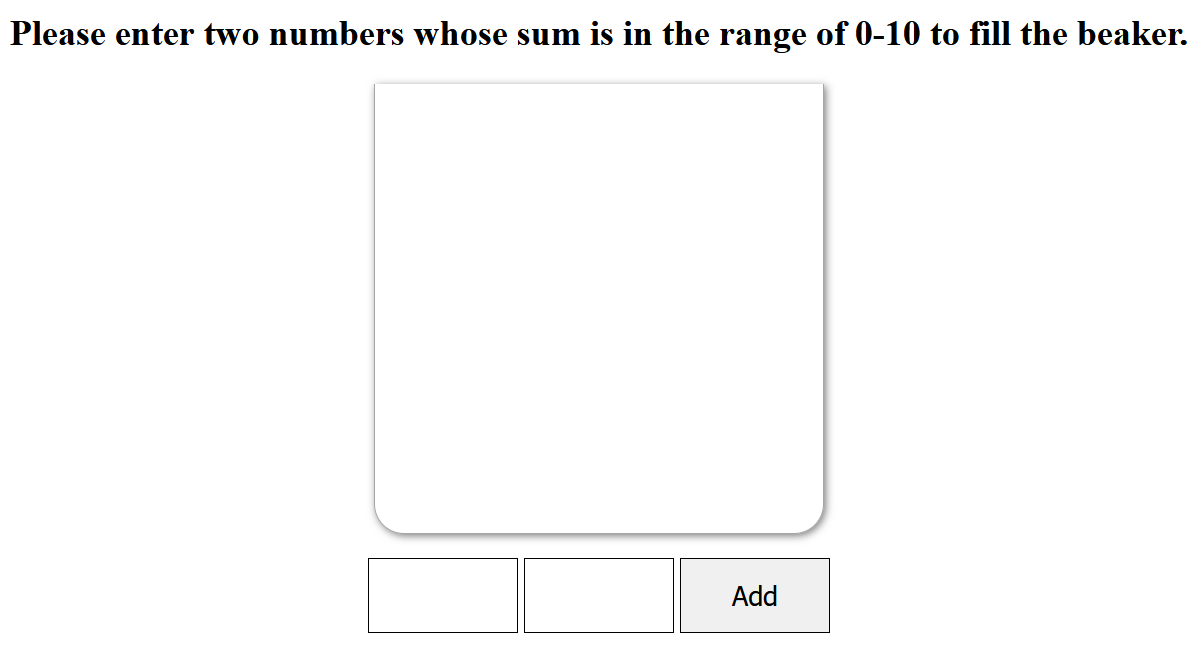 Please enter two numbers whose sum is in the range of 0-10 to fill the beaker.
Add